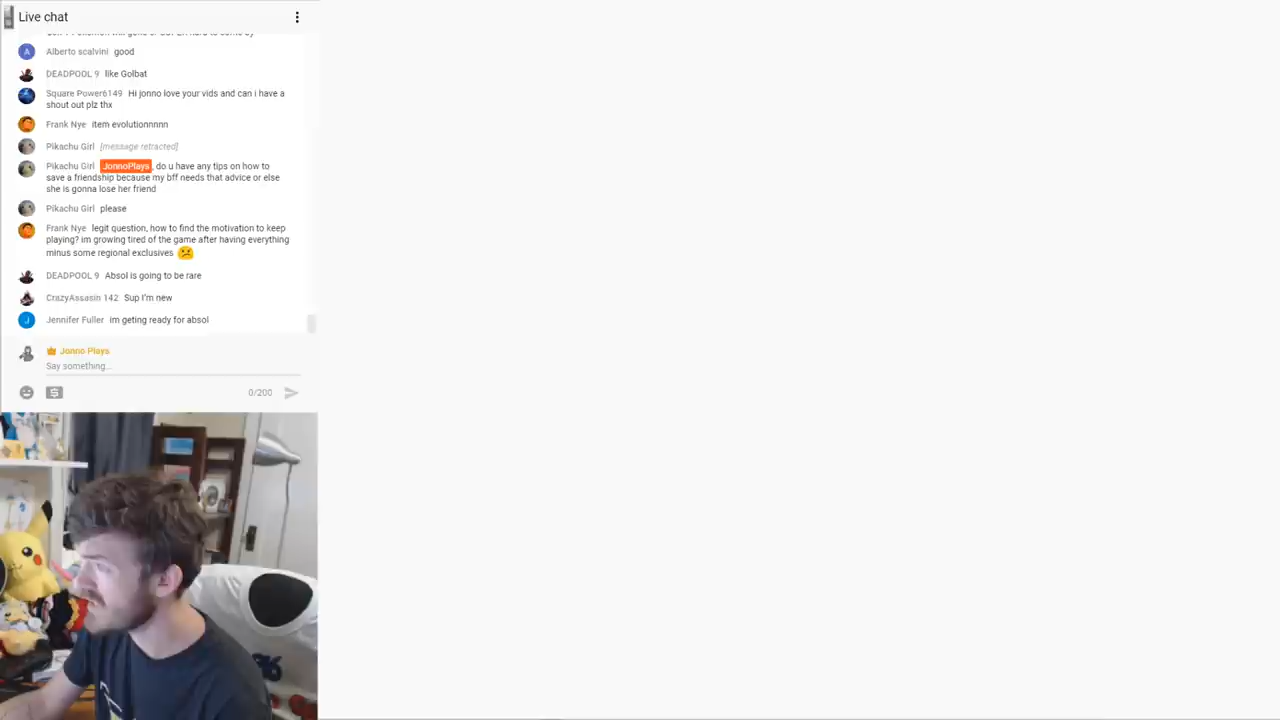 Live chat
Alberto scalvini good
DEADPOOL 9 like Golbat
Square Power6149 Hi jonno love your vids and can i have a
shout out plz thx
Frank Nye item evolutionnnnn
Pikachu Girl [message retracted]
Pikachu Girl JonnoPlays do u have any tips on how to
save a friendship because my bff needs that advice or else
she is gonna lose her friend
Pikachu Girl please
Frank Nye legit question, how to find the motivation to keep
playing? im growing tired of the game after having everything
minus some regional exclusives
DEADPOOL 9 Absol is going to be rare
CrazyAssasin 142 Sup I'm new
Jennifer Fuller im geting ready for absol
Jonno Plays
Say something...
0/200